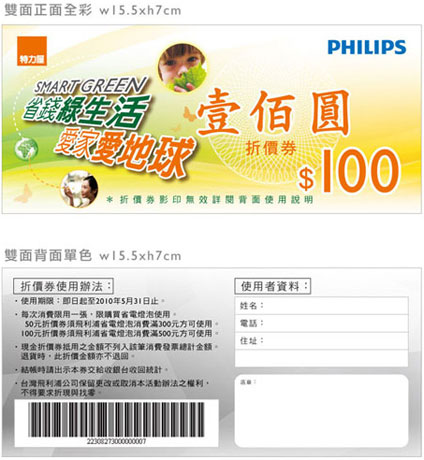 雙面正面全彩 w15.5xh7cm
特力屋
PHILIPS
SMART GREEN
省錢綠生活
愛家愛地球
壹佰圓
折價券
$100
＊折價券影印無效詳閱背面使用說明
雙面背面單色 w15.5xh7cm
折價券使用辦法：
・使用期限：即日起至2010年5月31日止。
・每次消費限用一張，限購買省電燈泡使用。
50元折價券須飛利浦省電燈泡消費滿300元方可使用。
100元折價券須飛利浦省電燈泡消費滿500元方可使用。
・現金折價券抵用之金額不列入該筆消費發票總計金額。
退貨時，此折價金額亦不退回。
・結帳時請出示本券交給收銀台收回統計。
・台灣飛利浦公司保留更改或取消本活動辦法之權利，
不得要求折現與找零。
22308273000000007
使用者資料：
姓名：
電話：
住址：